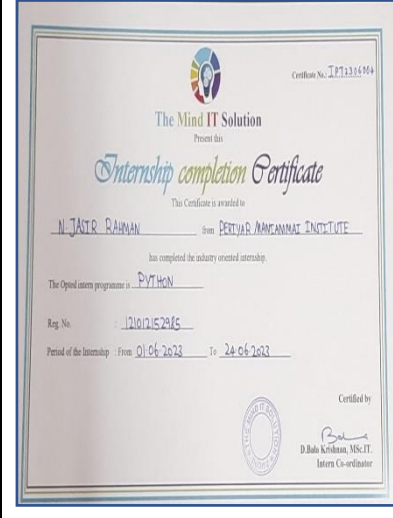 Certificate No.: IPT2306004
The Mind IT Solution
Present this
Internship completion Certificate
This Certificate is awarded to
N. JASIR RAHMAN from PERIYAR MANIAMMAI INSTITUTE
has completed the industry oriented internship.
The Opted intern programme is PYTHON
Reg. No. : 121012152985
Period of the Internship : From 01-06-2023 To 24-06-2023
Certified by
D.Bala Krishnan, MSc.IT.
Intern Co-ordinator